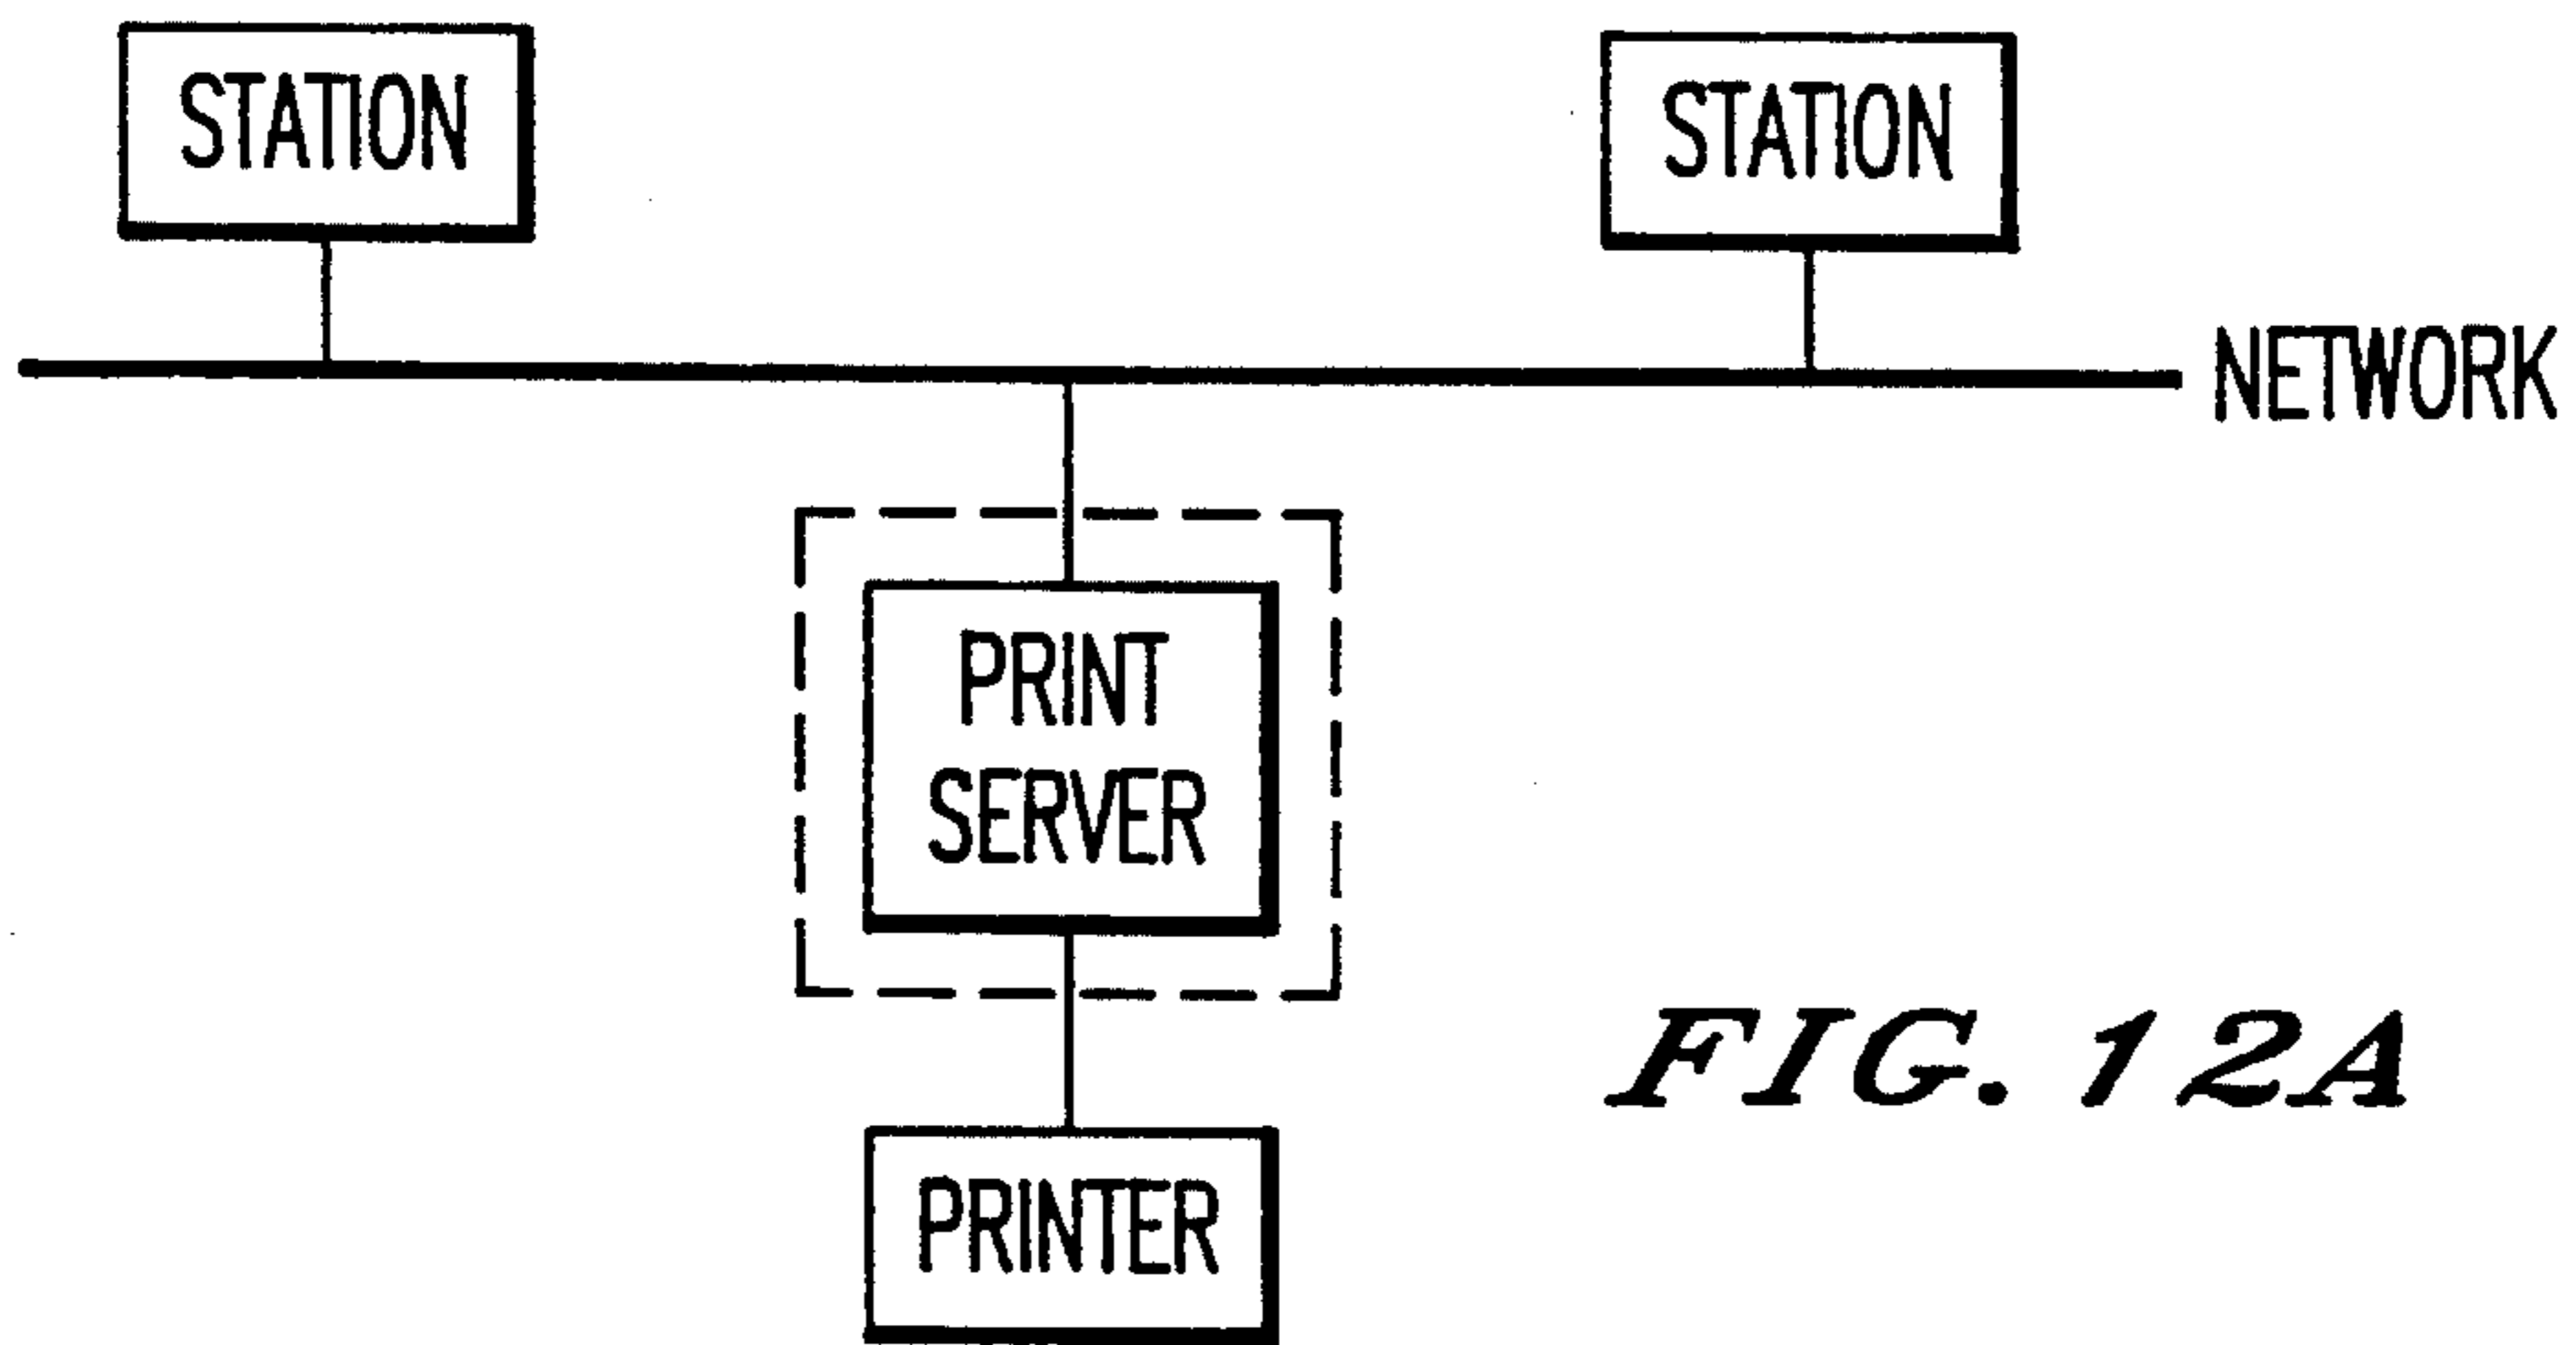 STATION
STATION
NETWORK
PRINT
SERVER
PRINTER
FIG. 12A